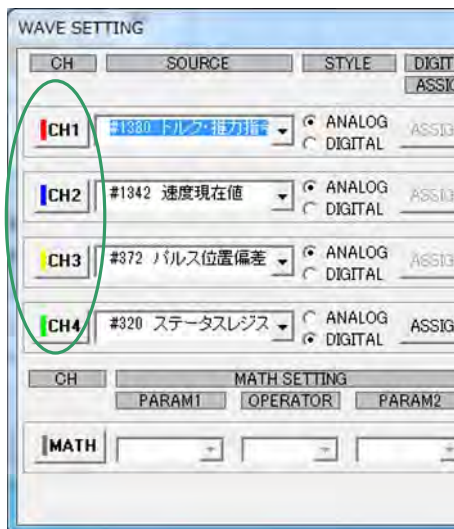 WAVE SETTING
CH SOURCE STYLE DIGIT
ASSIG
CH1 #1380 トルク・推力指令 ANALOG ASSIG
DIGITAL
CH2 #1342 速度現在値 ANALOG ASSIG
DIGITAL
CH3 #372 パルス位置偏差 ANALOG ASSIG
DIGITAL
CH4 #320 ステータスレジス ANALOG ASSIG
DIGITAL
CH MATH SETTING
PARAM1 OPERATOR PARAM2
MATH